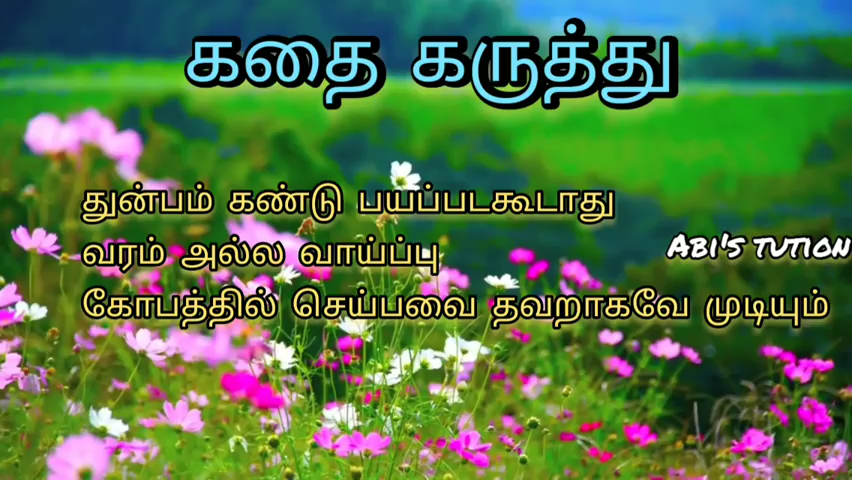 கதை கருத்து
துன்பம் கண்டு பயப்படகூடாது
வரம் அல்ல வாய்ப்பு
ABI'S TUTION
கோபத்தில் செய்பவை தவறாகவே முடியும்